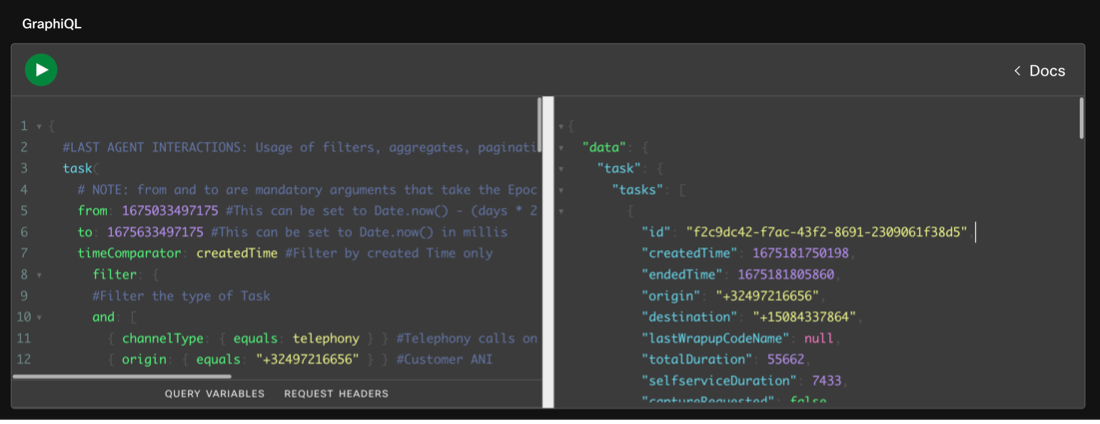 GraphiQL
< Docs
1 {
2 #LAST AGENT INTERACTIONS: Usage of filters, aggregates, paginati
3 task(
4 # NOTE: from and to are mandatory arguments that take the Epoc
5 from: 1675033497175 #This can be set to Date.now() - (days * 2
6 to: 1675633497175 #This can be set to Date.now() in millis
7 timeComparator: createdTime #Filter by created Time only
8 filter: {
9 #Filter the type of Task
10 and: [
11 { channelType: { equals: telephony } } #Telephony calls on
12 { origin: { equals: "+32497216656" } } #Customer ANI
QUERY VARIABLES REQUEST HEADERS
{
"data": {
"task": {
"tasks": [
{
"id": "f2c9dc42-f7ac-43f2-8691-2309061f38d5",
"createdTime": 1675181750198,
"endedTime": 1675181805860,
"origin": "+32497216656",
"destination": "+15084337864",
"lastWrapupCodeName": null,
"totalDuration": 55662,
"selfserviceDuration": 7433,
"captureRequested": false,